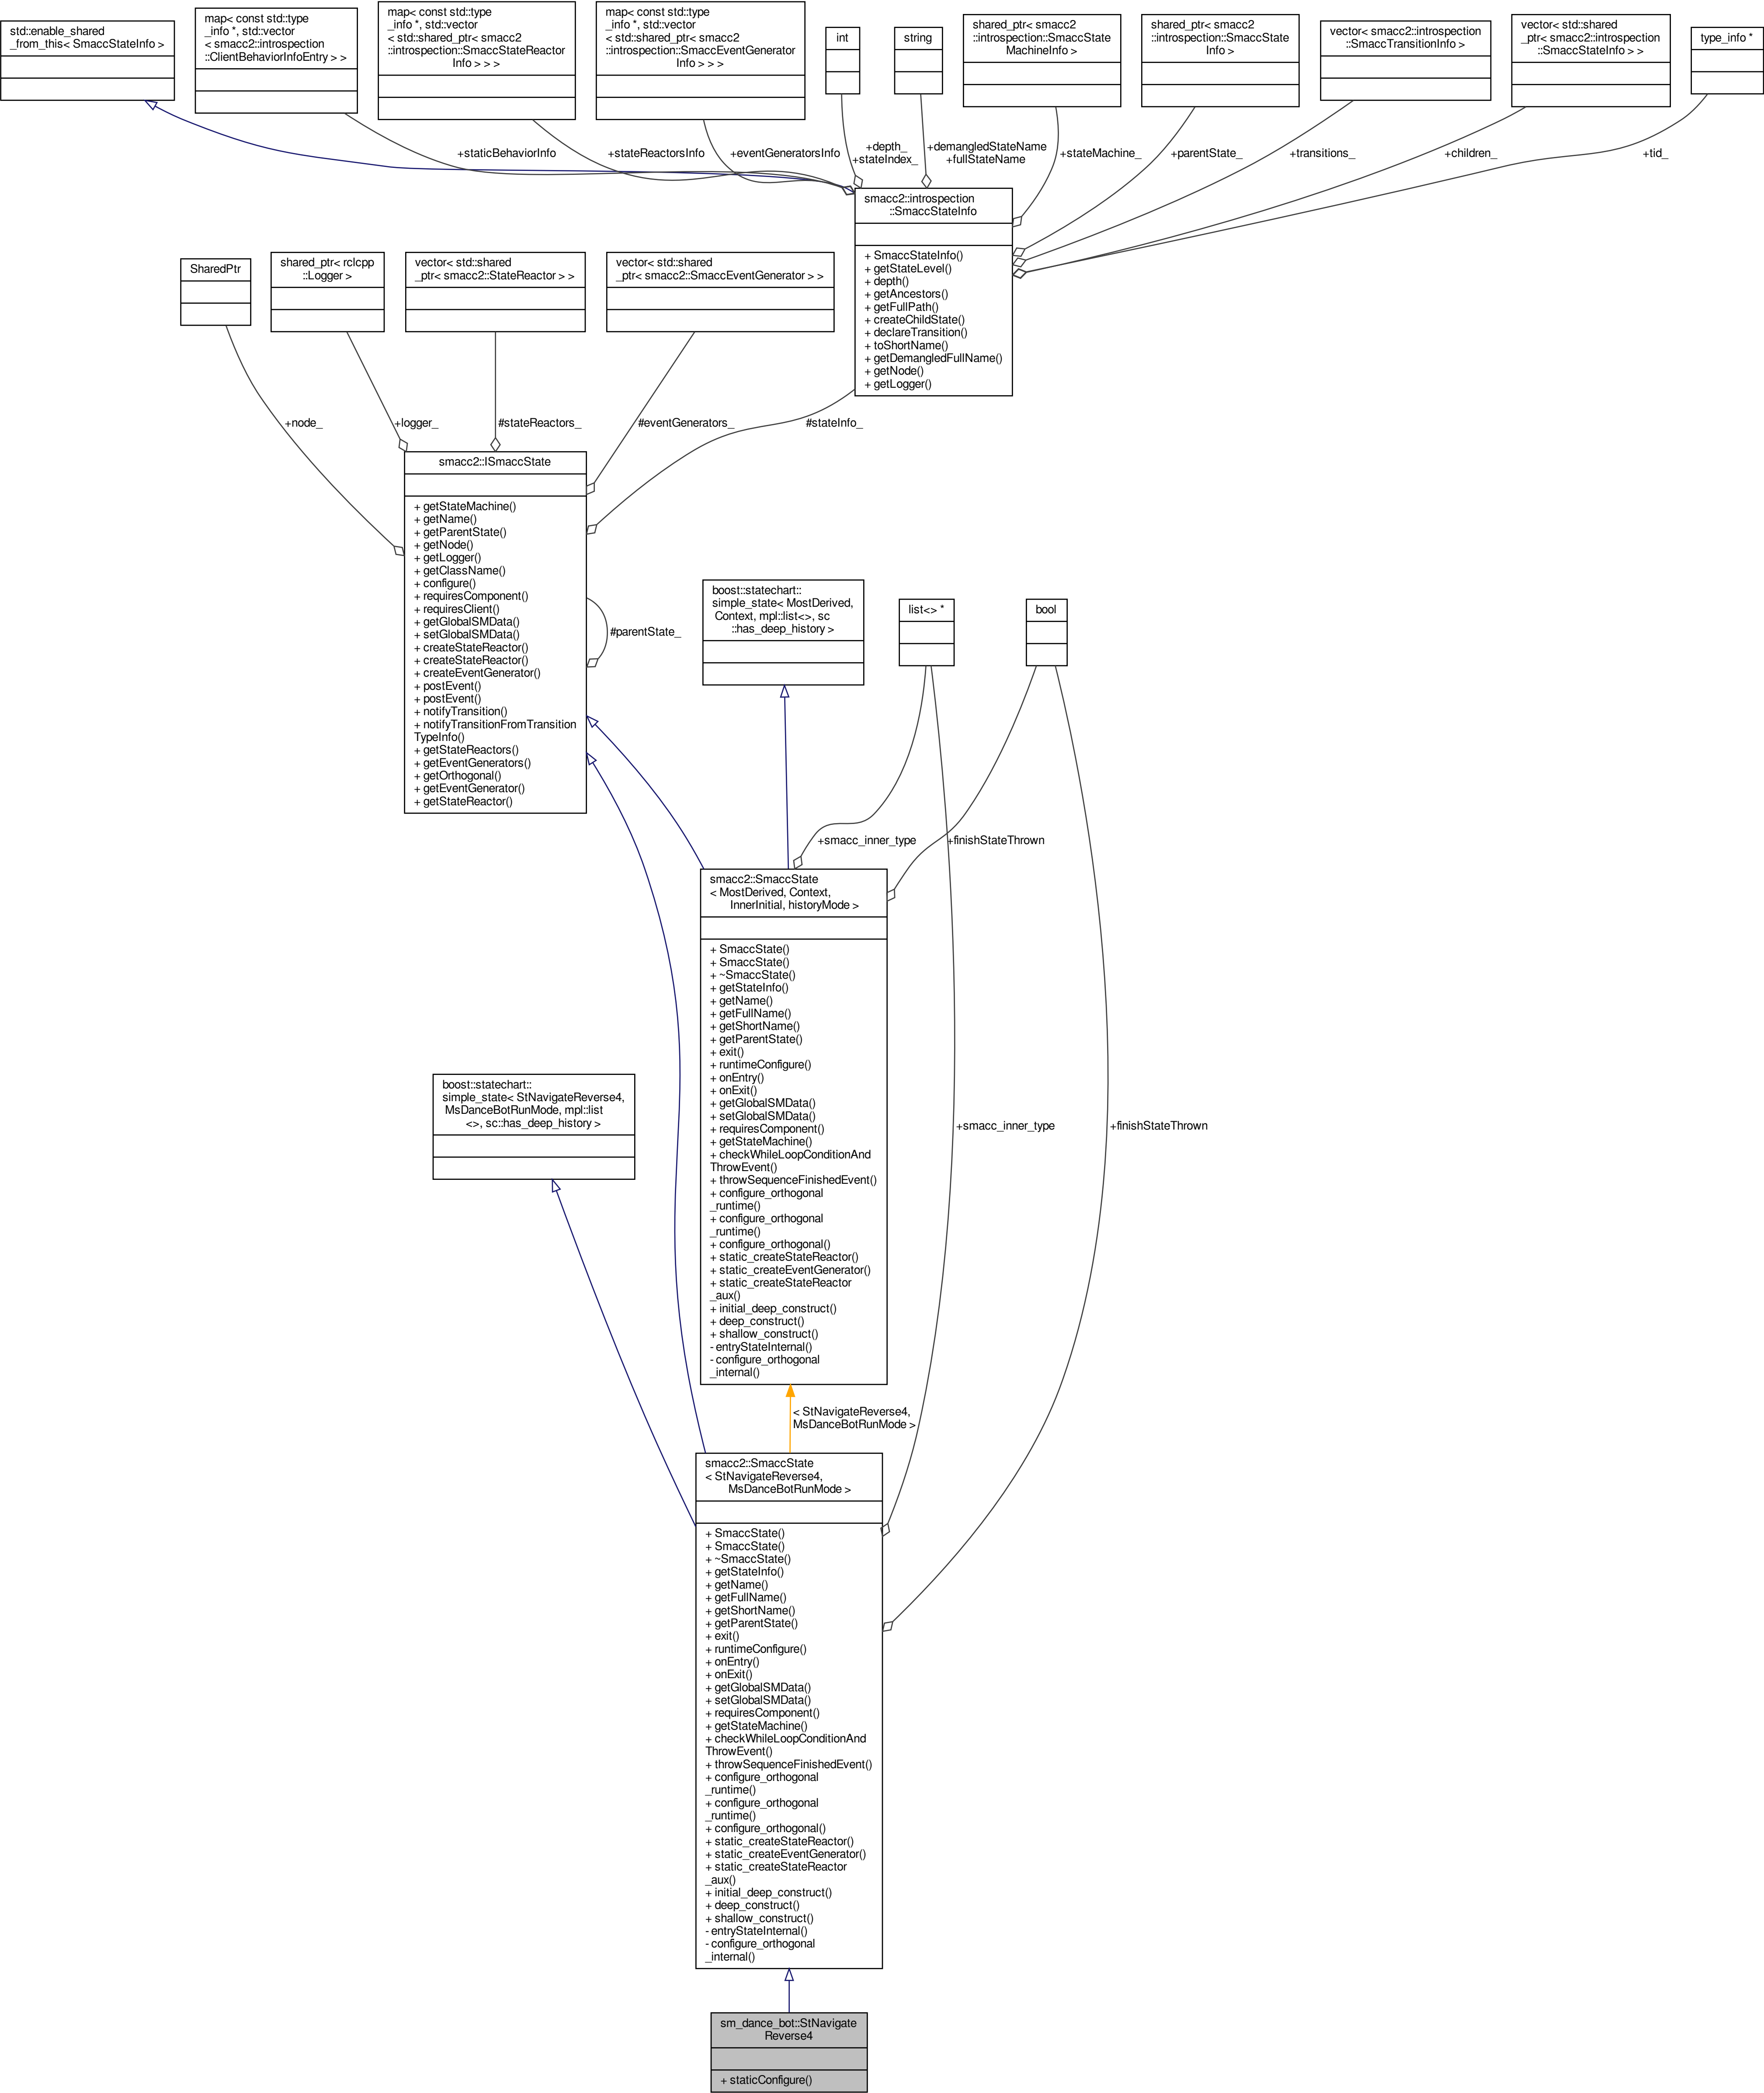 std::enable_shared
_from_this< SmaccStateInfo >
map< const std::type
_info *, std::vector
< smacc2::introspection
::ClientBehaviorInfoEntry > >
map< const std::type
_info *, std::vector
< std::shared_ptr< smacc2
::introspection::SmaccStateReactor
Info > > >
map< const std::type
_info *, std::vector
< std::shared_ptr< smacc2
::introspection::SmaccEventGenerator
Info > > >
int
string
shared_ptr< smacc2
::introspection::SmaccState
MachineInfo >
shared_ptr< smacc2
::introspection::SmaccState
Info >
vector< smacc2::introspection
::SmaccTransitionInfo >
vector< std::shared
_ptr< smacc2::introspection
::SmaccStateInfo > >
type_info *
+staticBehaviorInfo
+stateReactorsInfo
+eventGeneratorsInfo
+depth_
+stateIndex_
+demangledStateName
+fullStateName
+stateMachine_
+parentState_
+transitions_
+children_
+tid_
smacc2::introspection
::SmaccStateInfo
+ SmaccStateInfo()
+ getStateLevel()
+ depth()
+ getAncestors()
+ getFullPath()
+ createChildState()
+ declareTransition()
+ toShortName()
+ getDemangledFullName()
+ getNode()
+ getLogger()
SharedPtr
shared_ptr< rclcpp
::Logger >
vector< std::shared
_ptr< smacc2::StateReactor > >
vector< std::shared
_ptr< smacc2::SmaccEventGenerator > >
+node_
+logger_
#stateReactors_
#eventGenerators_
#stateInfo_
smacc2::ISmaccState
+ getStateMachine()
+ getName()
+ getParentState()
+ getNode()
+ getLogger()
+ getClassName()
+ configure()
+ requiresComponent()
+ requiresClient()
+ getGlobalSMData()
+ setGlobalSMData()
+ createStateReactor()
+ createStateReactor()
+ createEventGenerator()
+ postEvent()
+ postEvent()
+ notifyTransition()
+ notifyTransitionFromTransition
TypeInfo()
+ getStateReactors()
+ getEventGenerators()
+ getOrthogonal()
+ getEventGenerator()
+ getStateReactor()
#parentState_
boost::statechart::
simple_state< MostDerived,
Context, mpl::list<>, sc
::has_deep_history >
list<> *
bool
+smacc_inner_type
+finishStateThrown
smacc2::SmaccState
< MostDerived, Context,
InnerInitial, historyMode >
+ SmaccState()
+ SmaccState()
+ ~SmaccState()
+ getStateInfo()
+ getName()
+ getFullName()
+ getShortName()
+ getParentState()
+ exit()
+ runtimeConfigure()
+ onEntry()
+ onExit()
+ getGlobalSMData()
+ setGlobalSMData()
+ requiresComponent()
+ getStateMachine()
+ checkWhileLoopConditionAnd
ThrowEvent()
+ throwSequenceFinishedEvent()
+ configure_orthogonal
_runtime()
+ configure_orthogonal
_runtime()
+ configure_orthogonal()
+ static_createStateReactor()
+ static_createEventGenerator()
+ static_createStateReactor
_aux()
+ initial_deep_construct()
+ deep_construct()
+ shallow_construct()
- entryStateInternal()
- configure_orthogonal
_internal()
boost::statechart::
simple_state< StNavigateReverse4,
MsDanceBotRunMode, mpl::list
<>, sc::has_deep_history >
+smacc_inner_type
+finishStateThrown
< StNavigateReverse4,
MsDanceBotRunMode >
smacc2::SmaccState
< StNavigateReverse4,
MsDanceBotRunMode >
+ SmaccState()
+ SmaccState()
+ ~SmaccState()
+ getStateInfo()
+ getName()
+ getFullName()
+ getShortName()
+ getParentState()
+ exit()
+ runtimeConfigure()
+ onEntry()
+ onExit()
+ getGlobalSMData()
+ setGlobalSMData()
+ requiresComponent()
+ getStateMachine()
+ checkWhileLoopConditionAnd
ThrowEvent()
+ throwSequenceFinishedEvent()
+ configure_orthogonal
_runtime()
+ configure_orthogonal
_runtime()
+ configure_orthogonal()
+ static_createStateReactor()
+ static_createEventGenerator()
+ static_createStateReactor
_aux()
+ initial_deep_construct()
+ deep_construct()
+ shallow_construct()
- entryStateInternal()
- configure_orthogonal
_internal()
sm_dance_bot::StNavigate
Reverse4
+ staticConfigure()